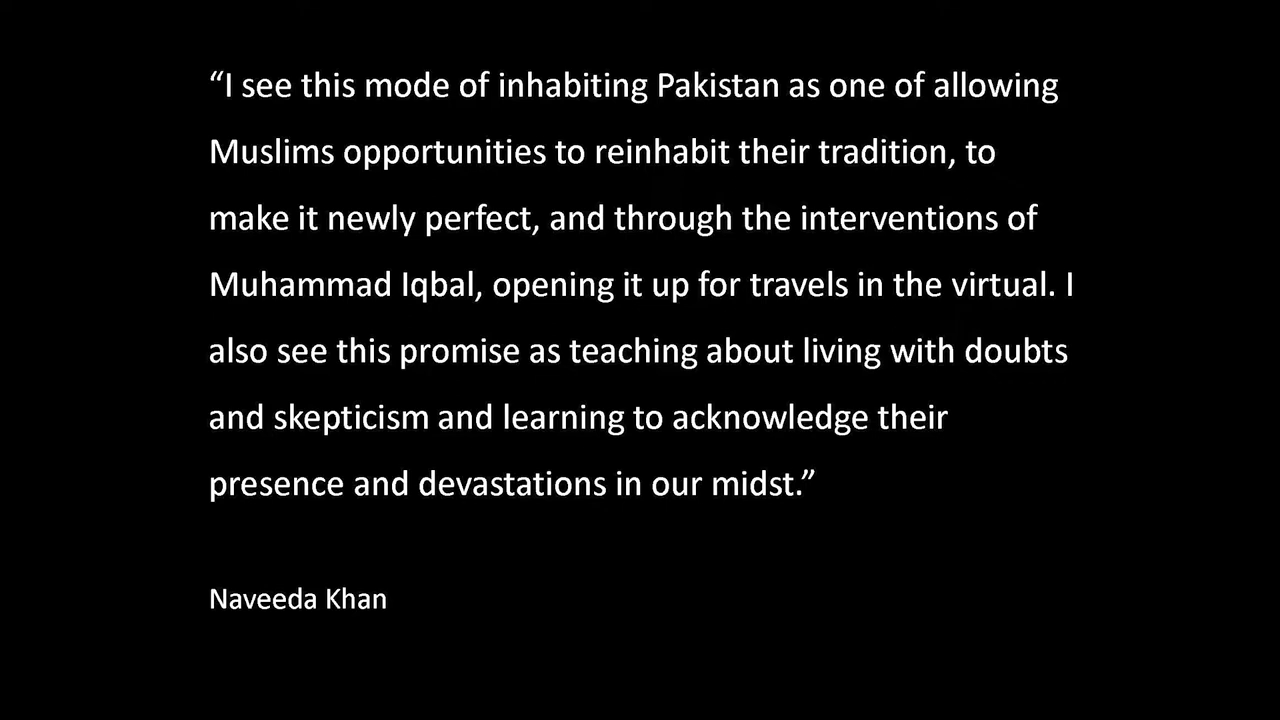 “I see this mode of inhabiting Pakistan as one of allowing
Muslims opportunities to reinhabit their tradition, to
make it newly perfect, and through the interventions of
Muhammad Iqbal, opening it up for travels in the virtual. I
also see this promise as teaching about living with doubts
and skepticism and learning to acknowledge their
presence and devastations in our midst.”
Naveeda Khan